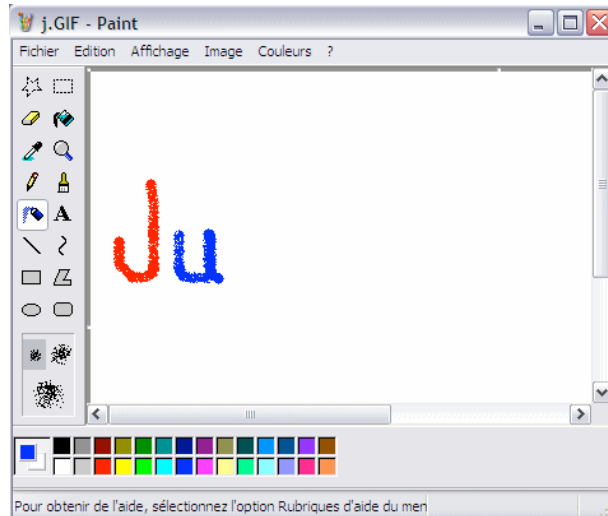 j.GIF - Paint
Fichier Edition Affichage Image Couleurs ?
A
Ju
Pour obtenir de l'aide, sélectionnez l'option Rubriques d'aide du men